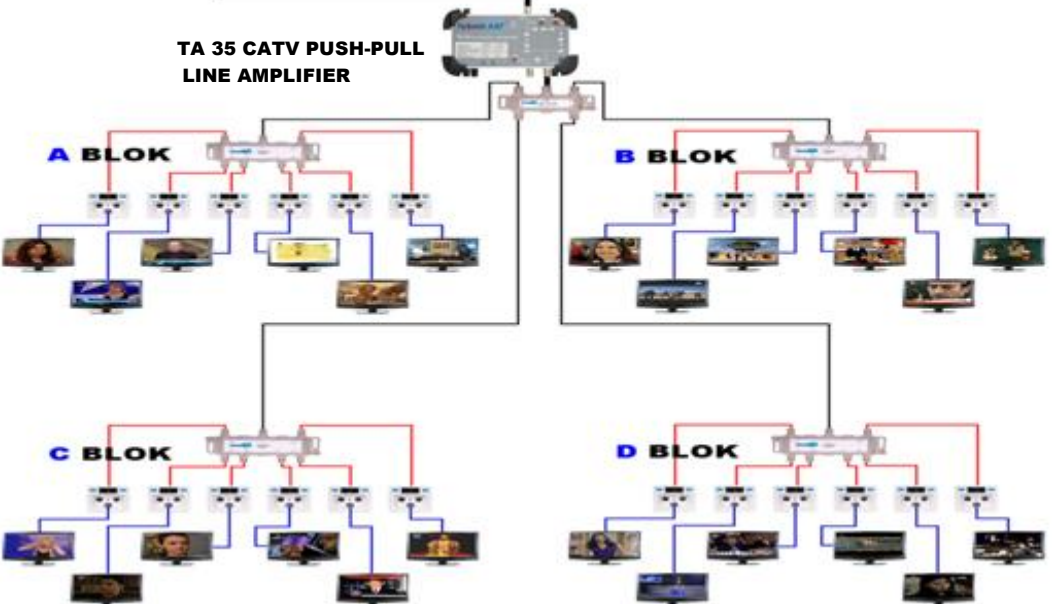 TA 35 CATV PUSH-PULL
LINE AMPLIFIER
A BLOK
B BLOK
C BLOK
D BLOK